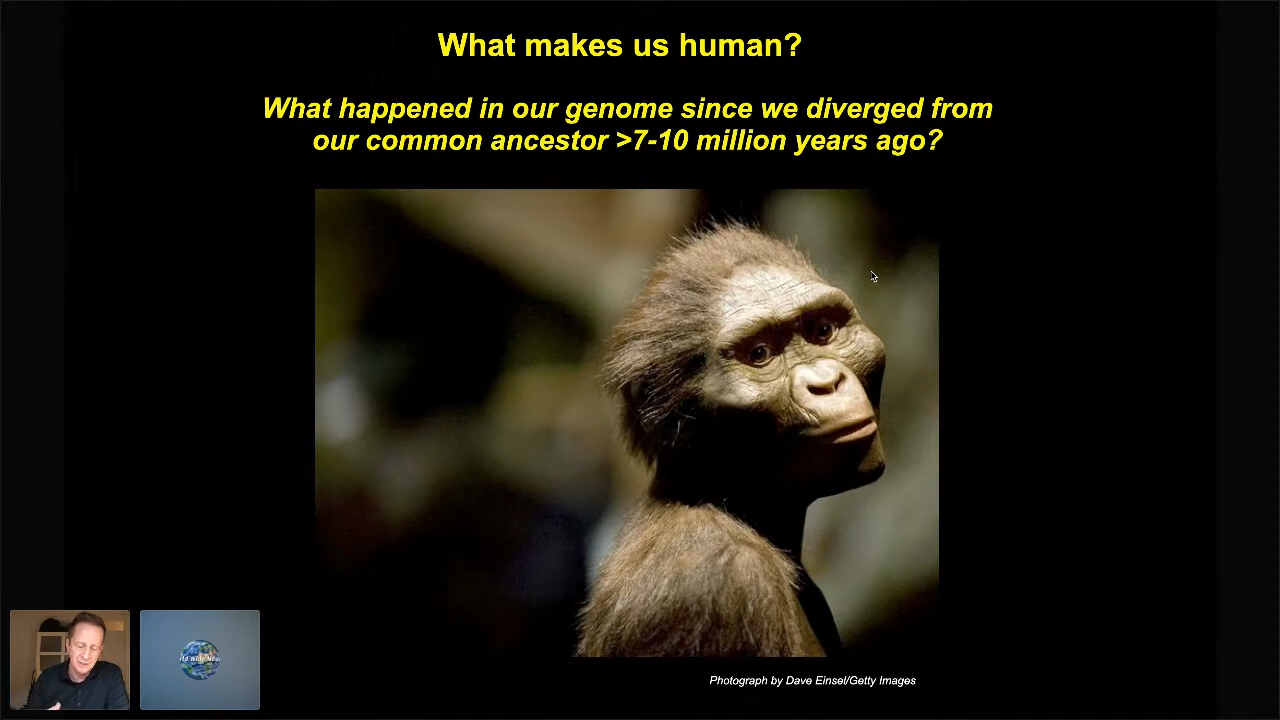 What makes us human?
What happened in our genome since we diverged from
our common ancestor >7-10 million years ago?
Photograph by Dave Einsel/Getty Images